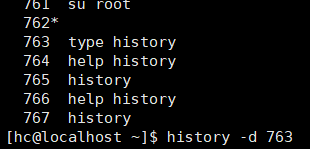 761  su root
762*
763  type history
764  help history
765  history
766  help history
767  history
[hc@localhost ~]$ history -d 763